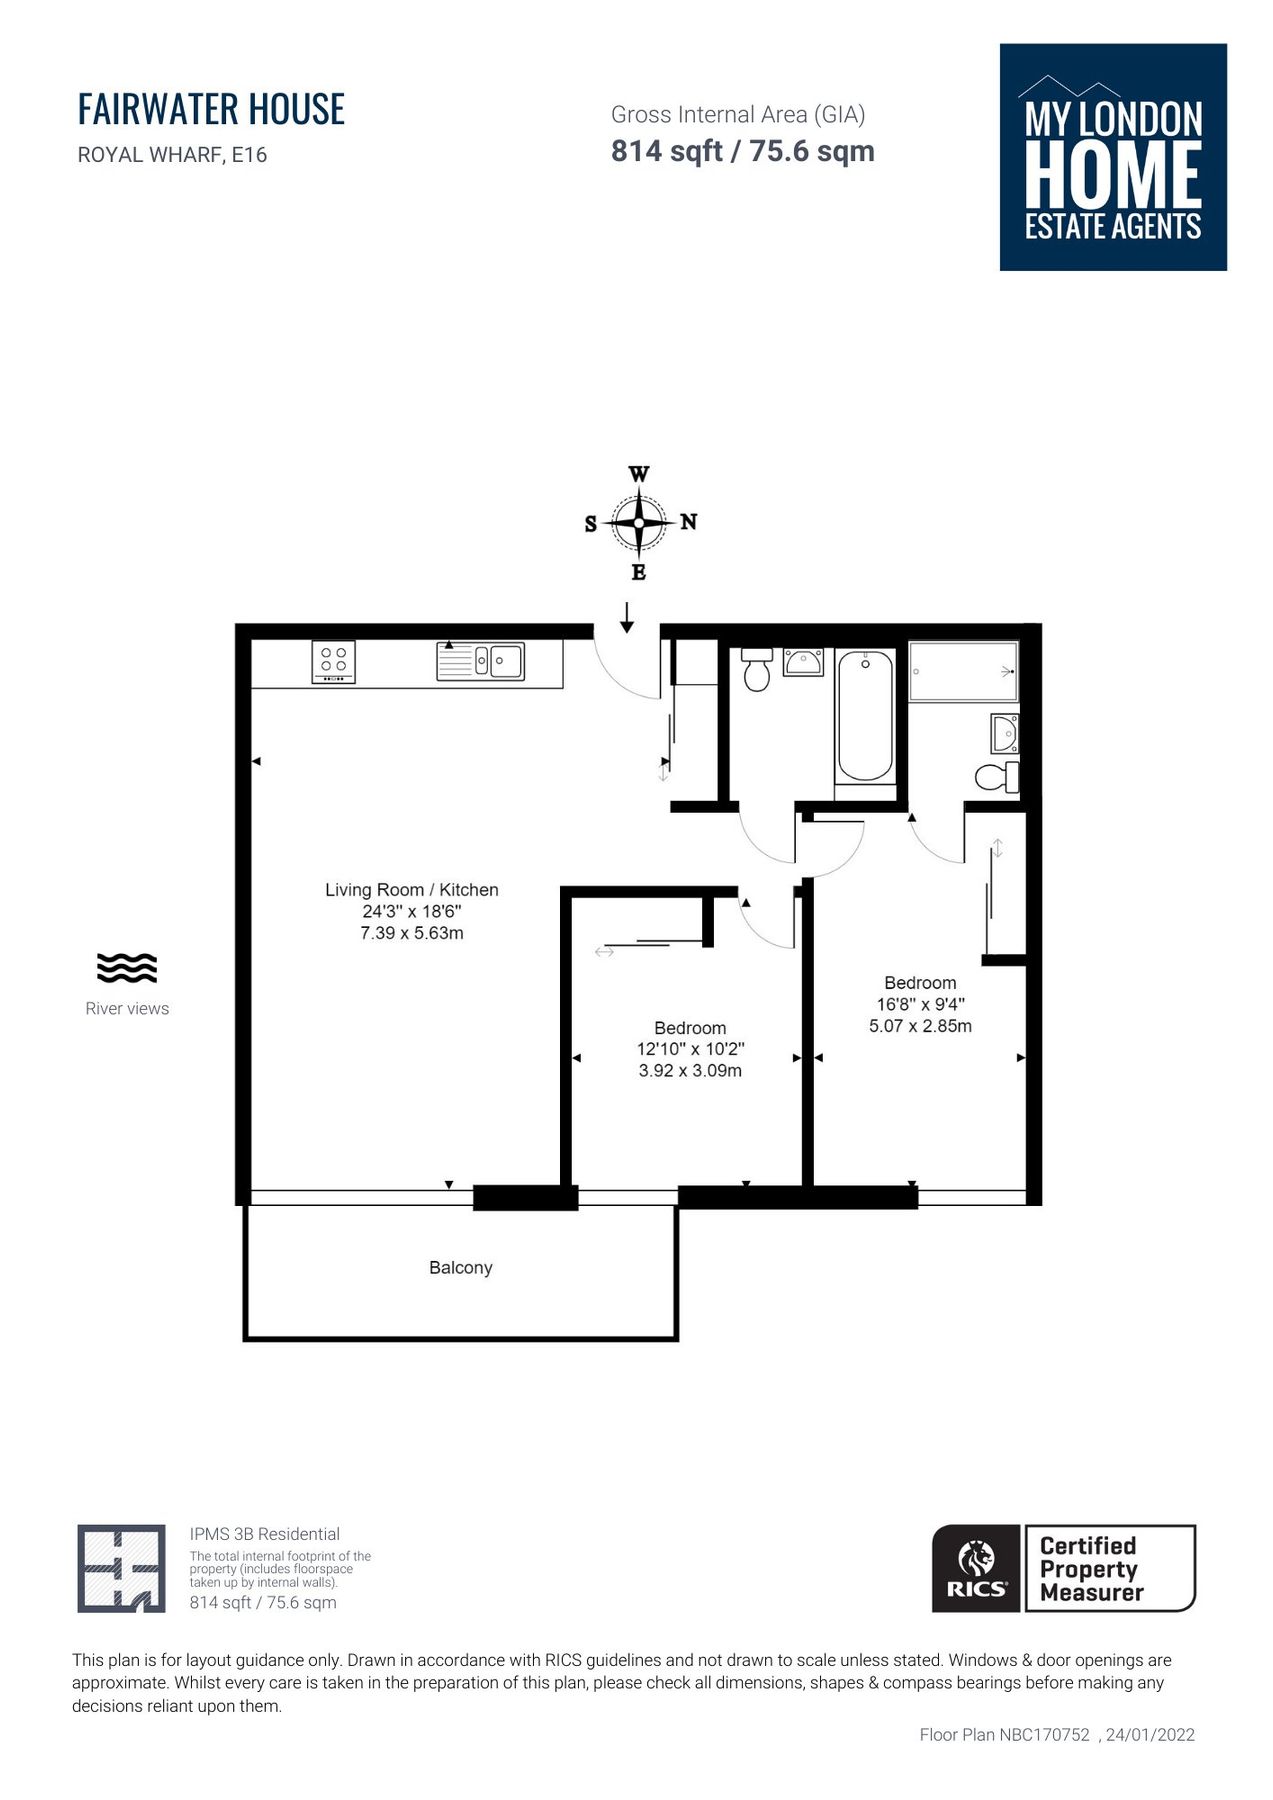 FAIRWATER HOUSE
ROYAL WHARF, E16
Gross Internal Area (GIA)
814 sqft / 75.6 sqm
MY LONDON
HOME
ESTATE AGENTS
W
S
N
E
Living Room / Kitchen
24'3" x 18'6"
7.39 x 5.63m
River views
Bedroom
12'10" x 10'2"
3.92 x 3.09m
Bedroom
16'8" x 9'4"
5.07 x 2.85m
Balcony
IPMS 3B Residential
The total internal footprint of the
property (includes floorspace
taken up by internal walls).
814 sqft / 75.6 sqm
RICS
Certified
Property
Measurer
This plan is for layout guidance only. Drawn in accordance with RICS guidelines and not drawn to scale unless stated. Windows & door openings are
approximate. Whilst every care is taken in the preparation of this plan, please check all dimensions, shapes & compass bearings before making any
decisions reliant upon them.
Floor Plan NBC170752 , 24/01/2022